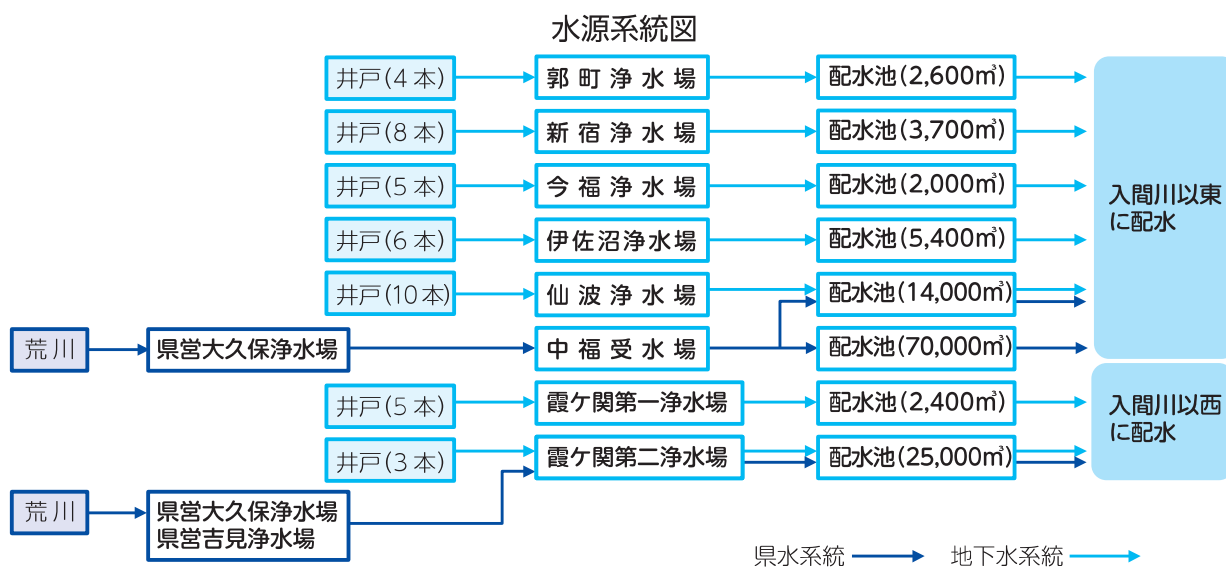 水源系統図
井戸(4本)
郭町浄水場
配水池(2,600㎥)
井戸(8本)
新宿浄水場
配水池(3,700㎥)
井戸(5本)
今福浄水場
配水池(2,000㎥)
入間川以東
に配水
井戸(6本)
伊佐沼浄水場
配水池(5,400㎥)
井戸(10本)
仙波浄水場
配水池(14,000㎥)
荒川
県営大久保浄水場
中福受水場
配水池(70,000㎥)
井戸(5本)
霞ケ関第一浄水場
配水池(2,400㎥)
入間川以西
に配水
井戸(3本)
霞ケ関第二浄水場
配水池(25,000㎥)
荒川
県営大久保浄水場
県営吉見浄水場
県水系統
地下水系統